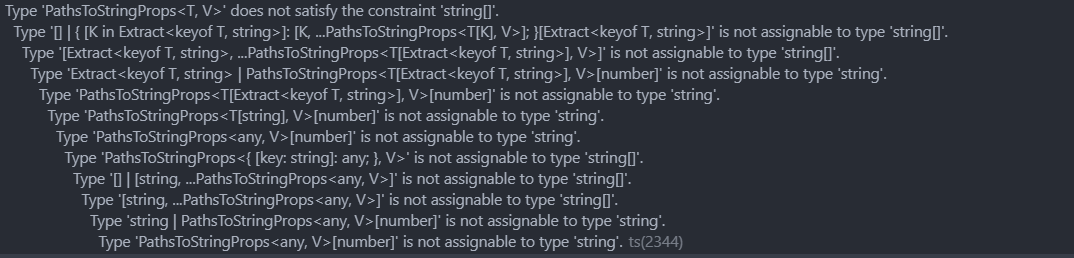 Type 'PathsToStringProps<T, V>' does not satisfy the constraint 'string[]'.
Type '[] | { [K in Extract<keyof T, string>]: [K, ...PathsToStringProps<T[K], V>]; }[Extract<keyof T, string>]' is not assignable to type 'string[]'.
Type '[Extract<keyof T, string>, ...PathsToStringProps<T[Extract<keyof T, string>], V>]' is not assignable to type 'string[]'.
Type 'Extract<keyof T, string> | PathsToStringProps<T[Extract<keyof T, string>], V>[number]' is not assignable to type 'string'.
Type 'PathsToStringProps<T[Extract<keyof T, string>], V>[number]' is not assignable to type 'string'.
Type 'PathsToStringProps<T[string], V>[number]' is not assignable to type 'string'.
Type 'PathsToStringProps<any, V>[number]' is not assignable to type 'string'.
Type 'PathsToStringProps<{ [key: string]: any; }, V>' is not assignable to type 'string[]'.
Type '[] | [string, ...PathsToStringProps<any, V>]' is not assignable to type 'string[]'.
Type '[string, ...PathsToStringProps<any, V>]' is not assignable to type 'string[]'.
Type 'string | PathsToStringProps<any, V>[number]' is not assignable to type 'string'.
Type 'PathsToStringProps<any, V>[number]' is not assignable to type 'string'. ts(2344)